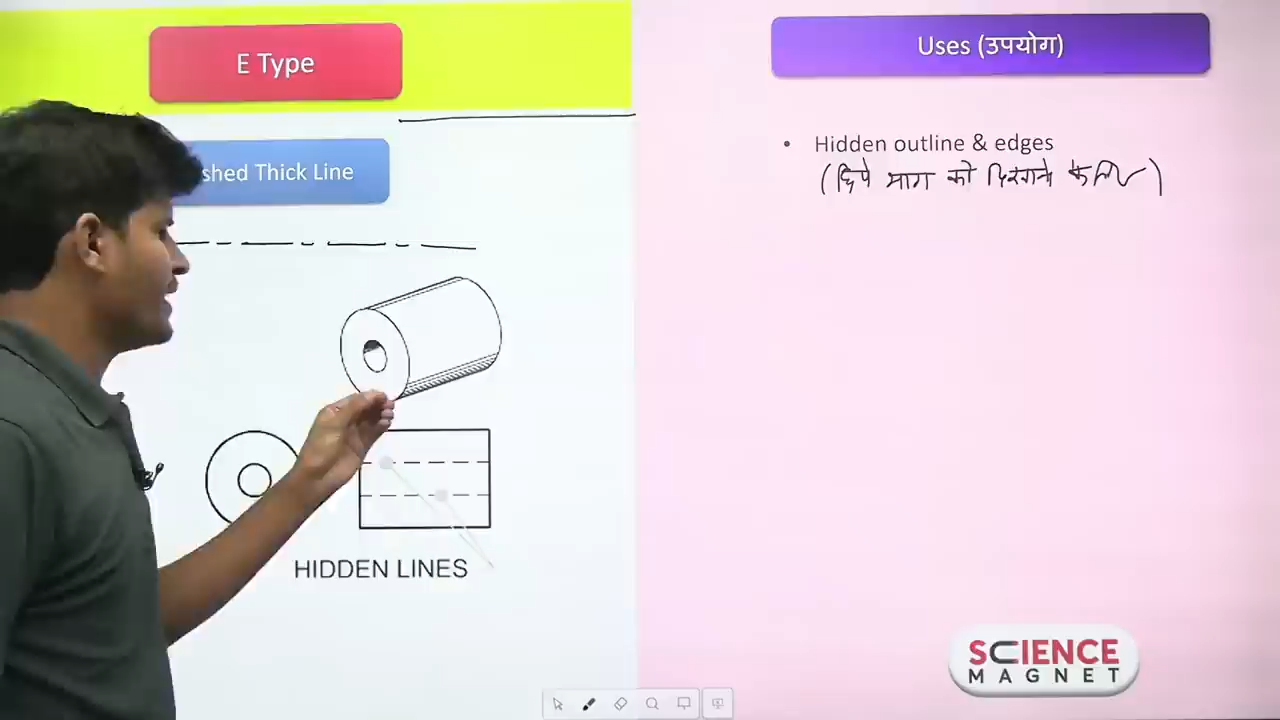 E Type
shed Thick Line
HIDDEN LINES
Uses (उपयोग)
• Hidden outline & edges
(छिपे भाग को दिखाने के लिए)
SCIENCE
MAGNET